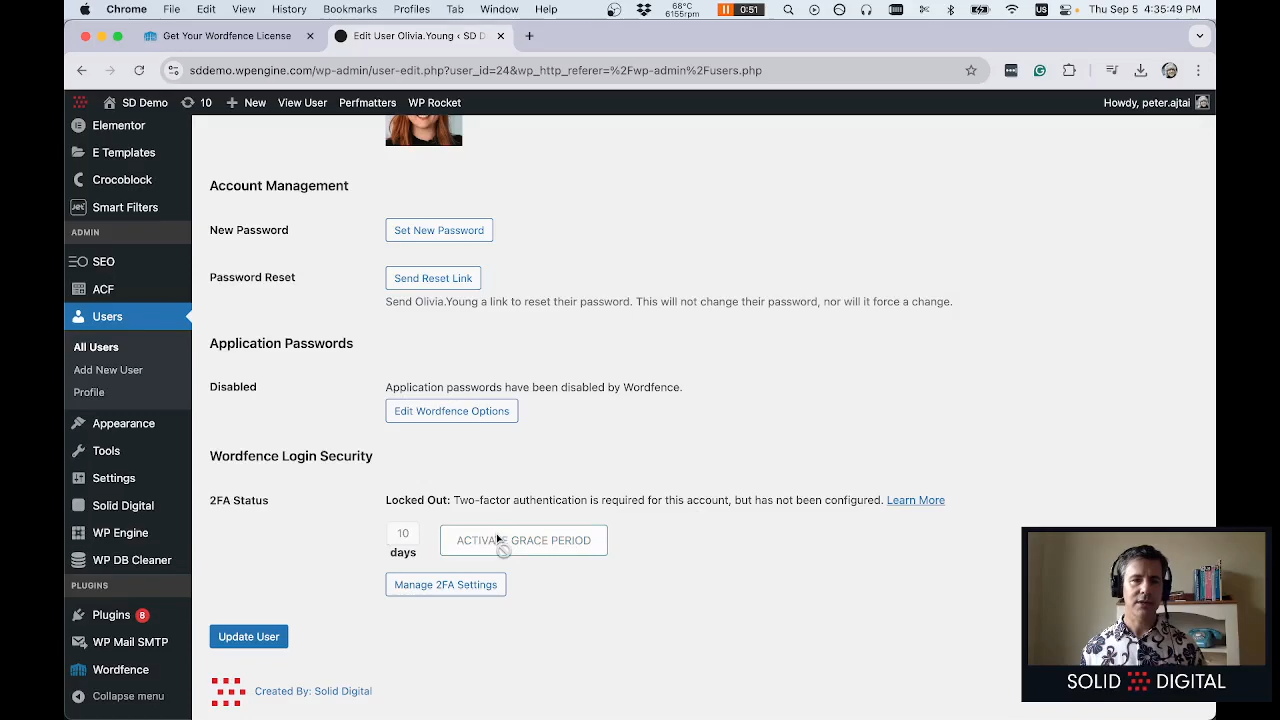 Chrome File Edit View History Bookmarks Profiles Tab Window Help 68°C 6155rpm 0:51 US Thu Sep 5 4:35:49 PM
Get Your Wordfence License Edit User Olivia.Young < SD D
sddemo.wpengine.com/wp-admin/user-edit.php?user_id=24&wp_http_referer=%2Fwp-admin%2Fusers.php
SD Demo 10 New View User Perfmatters WP Rocket Howdy, peter.ajtai
Elementor
E Templates
Crocoblock
Jet Smart Filters
ADMIN
SEO
ACF
Users
All Users
Add New User
Profile
Appearance
Tools
Settings
Solid Digital
WP Engine
WP DB Cleaner
PLUGINS
Plugins 8
WP Mail SMTP
Wordfence
Collapse menu
Account Management
New Password Set New Password
Password Reset Send Reset Link
Send Olivia.Young a link to reset their password. This will not change their password, nor will it force a change.
Application Passwords
Disabled Application passwords have been disabled by Wordfence.
Edit Wordfence Options
Wordfence Login Security
2FA Status Locked Out: Two-factor authentication is required for this account, but has not been configured. Learn More
10 days ACTIVATE GRACE PERIOD
Manage 2FA Settings
Update User
Created By: Solid Digital
SOLID DIGITAL